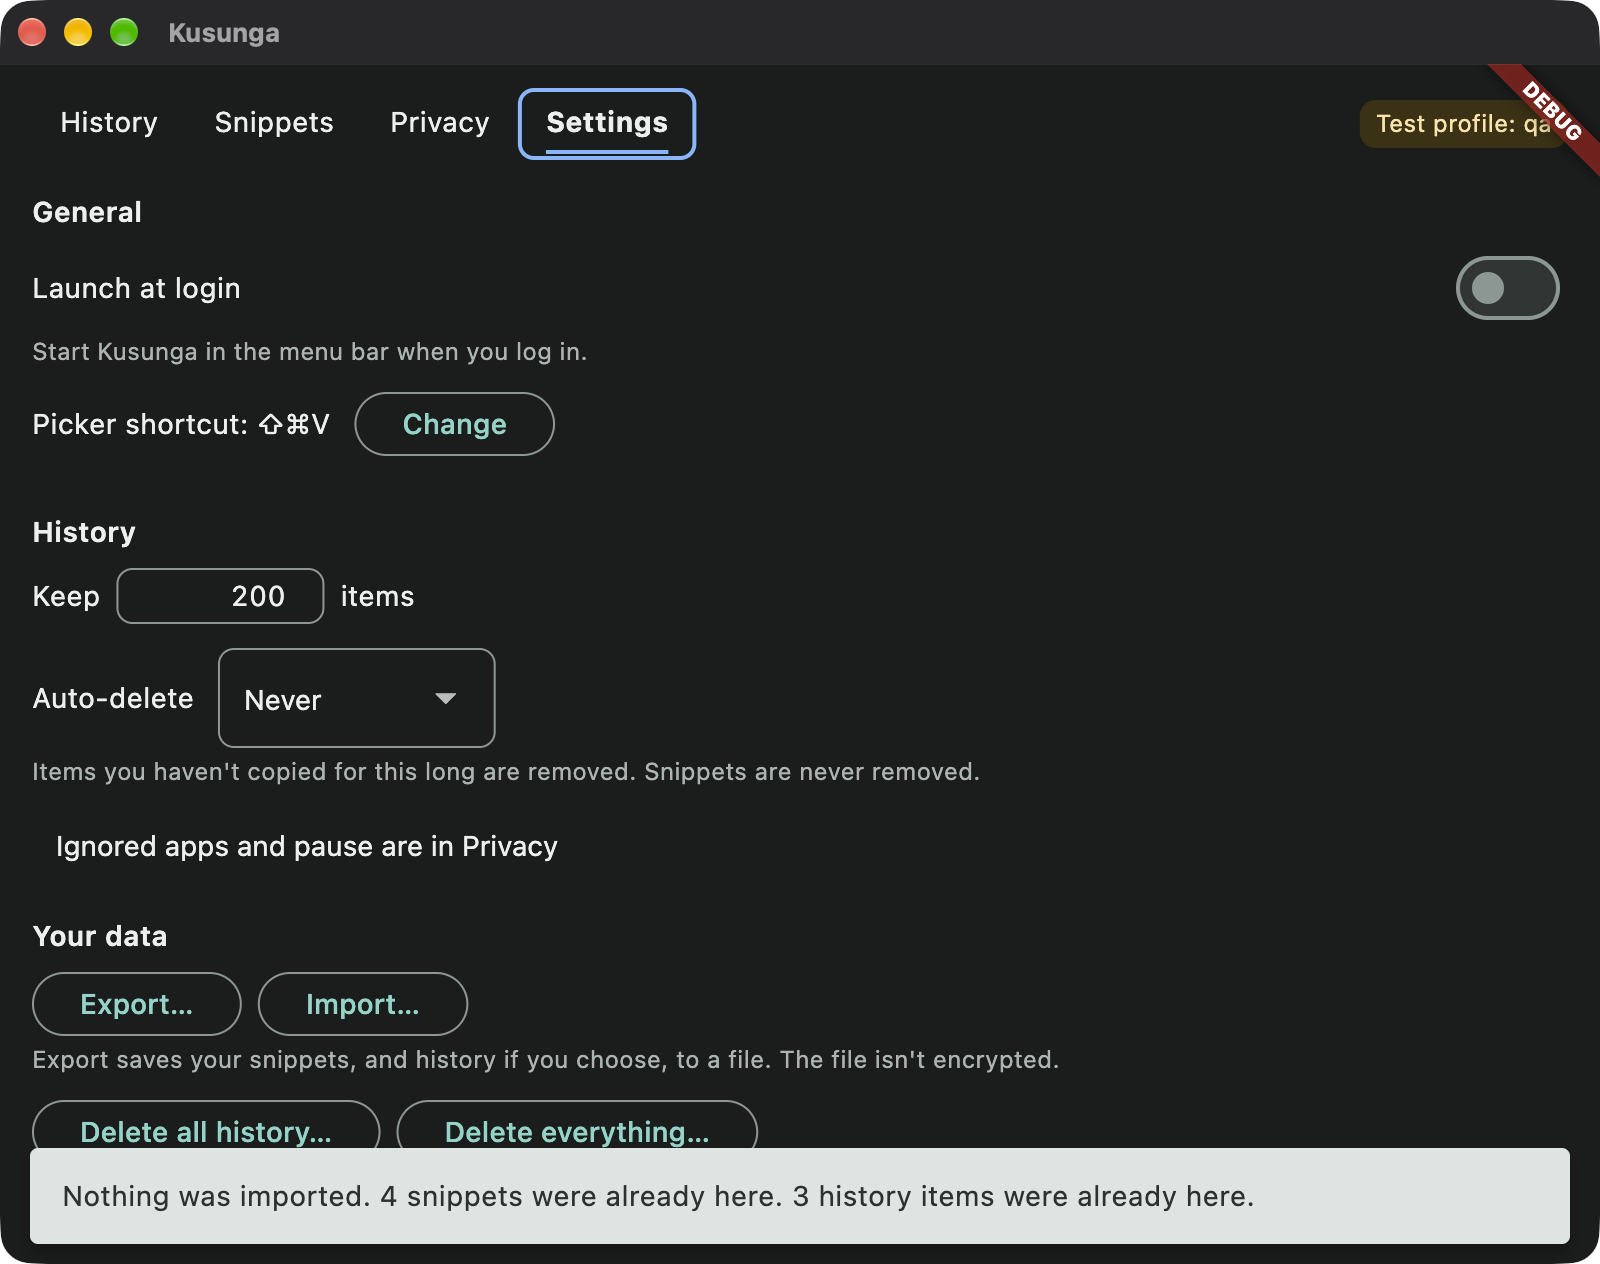 Kusunga
History Snippets Privacy Settings
Test profile: qa
DEBUG
General
Launch at login
Start Kusunga in the menu bar when you log in.
Picker shortcut: ⇧⌘V Change
History
Keep 200 items
Auto-delete Never
Items you haven't copied for this long are removed. Snippets are never removed.
Ignored apps and pause are in Privacy
Your data
Export... Import...
Export saves your snippets, and history if you choose, to a file. The file isn't encrypted.
Delete all history... Delete everything...
Nothing was imported. 4 snippets were already here. 3 history items were already here.